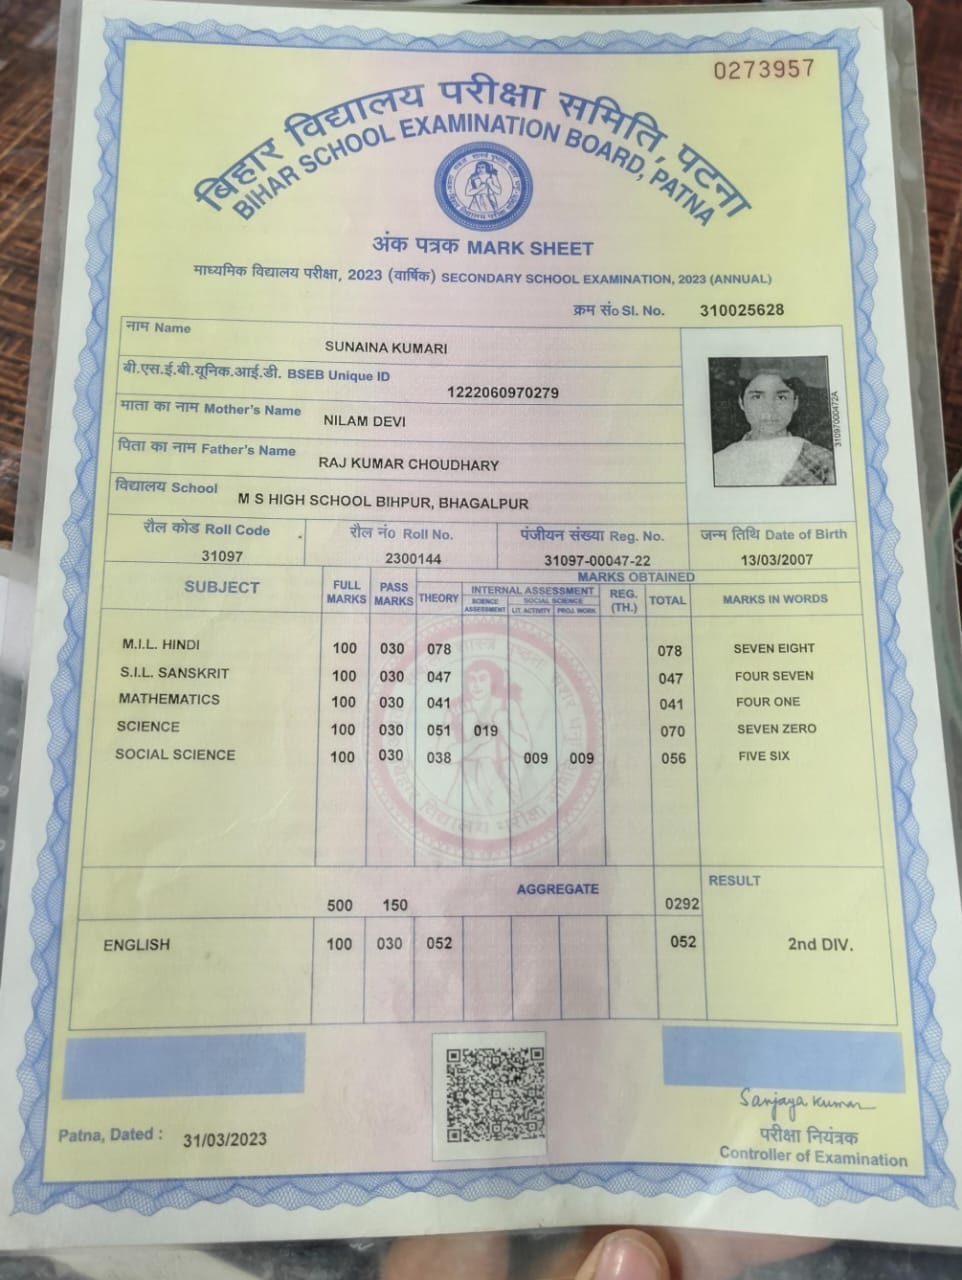 0273957
बिहार विद्यालय परीक्षा समिति, पटना
BIHAR SCHOOL EXAMINATION BOARD, PATNA
अंक पत्रक MARK SHEET
माध्यमिक विद्यालय परीक्षा, 2023 (वार्षिक) SECONDARY SCHOOL EXAMINATION, 2023 (ANNUAL)
क्रम सं० Sl. No. 310025628
नाम Name
SUNAINA KUMARI
बी.एस.ई.बी.यूनिक.आई.डी. BSEB Unique ID
1222060970279
माता का नाम Mother's Name
NILAM DEVI
पिता का नाम Father's Name
RAJ KUMAR CHOUDHARY
विद्यालय School
M S HIGH SCHOOL BIHPUR, BHAGALPUR
31097000472A
रौल कोड Roll Code रौल नं० Roll No. पंजीयन संख्या Reg. No. जन्म तिथि Date of Birth
31097 2300144 31097-00047-22 13/03/2007
MARKS OBTAINED
SUBJECT FULL MARKS PASS MARKS THEORY INTERNAL ASSESSMENT REG. (TH.) TOTAL MARKS IN WORDS
SCIENCE ASSESSMENT SOCIAL SCIENCE
LIT. ACTIVITY PROJ. WORK
M.I.L. HINDI 100 030 078 078 SEVEN EIGHT
S.I.L. SANSKRIT 100 030 047 047 FOUR SEVEN
MATHEMATICS 100 030 041 041 FOUR ONE
SCIENCE 100 030 051 019 070 SEVEN ZERO
SOCIAL SCIENCE 100 030 038 009 009 056 FIVE SIX
AGGREGATE RESULT
500 150 0292
ENGLISH 100 030 052 052 2nd DIV.
Sanjaya Kumar
Patna, Dated : 31/03/2023
परीक्षा नियंत्रक
Controller of Examination